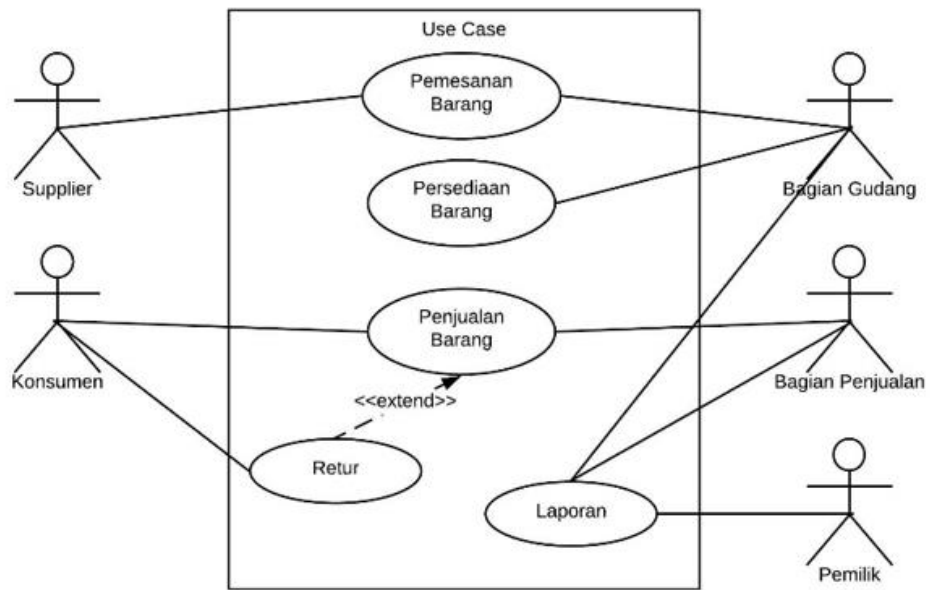 Use Case
Pemesanan
Barang
Supplier
Persediaan
Barang
Bagian Gudang
Konsumen
Penjualan
Barang
Bagian Penjualan
<<extend>>
Retur
Laporan
Pemilik